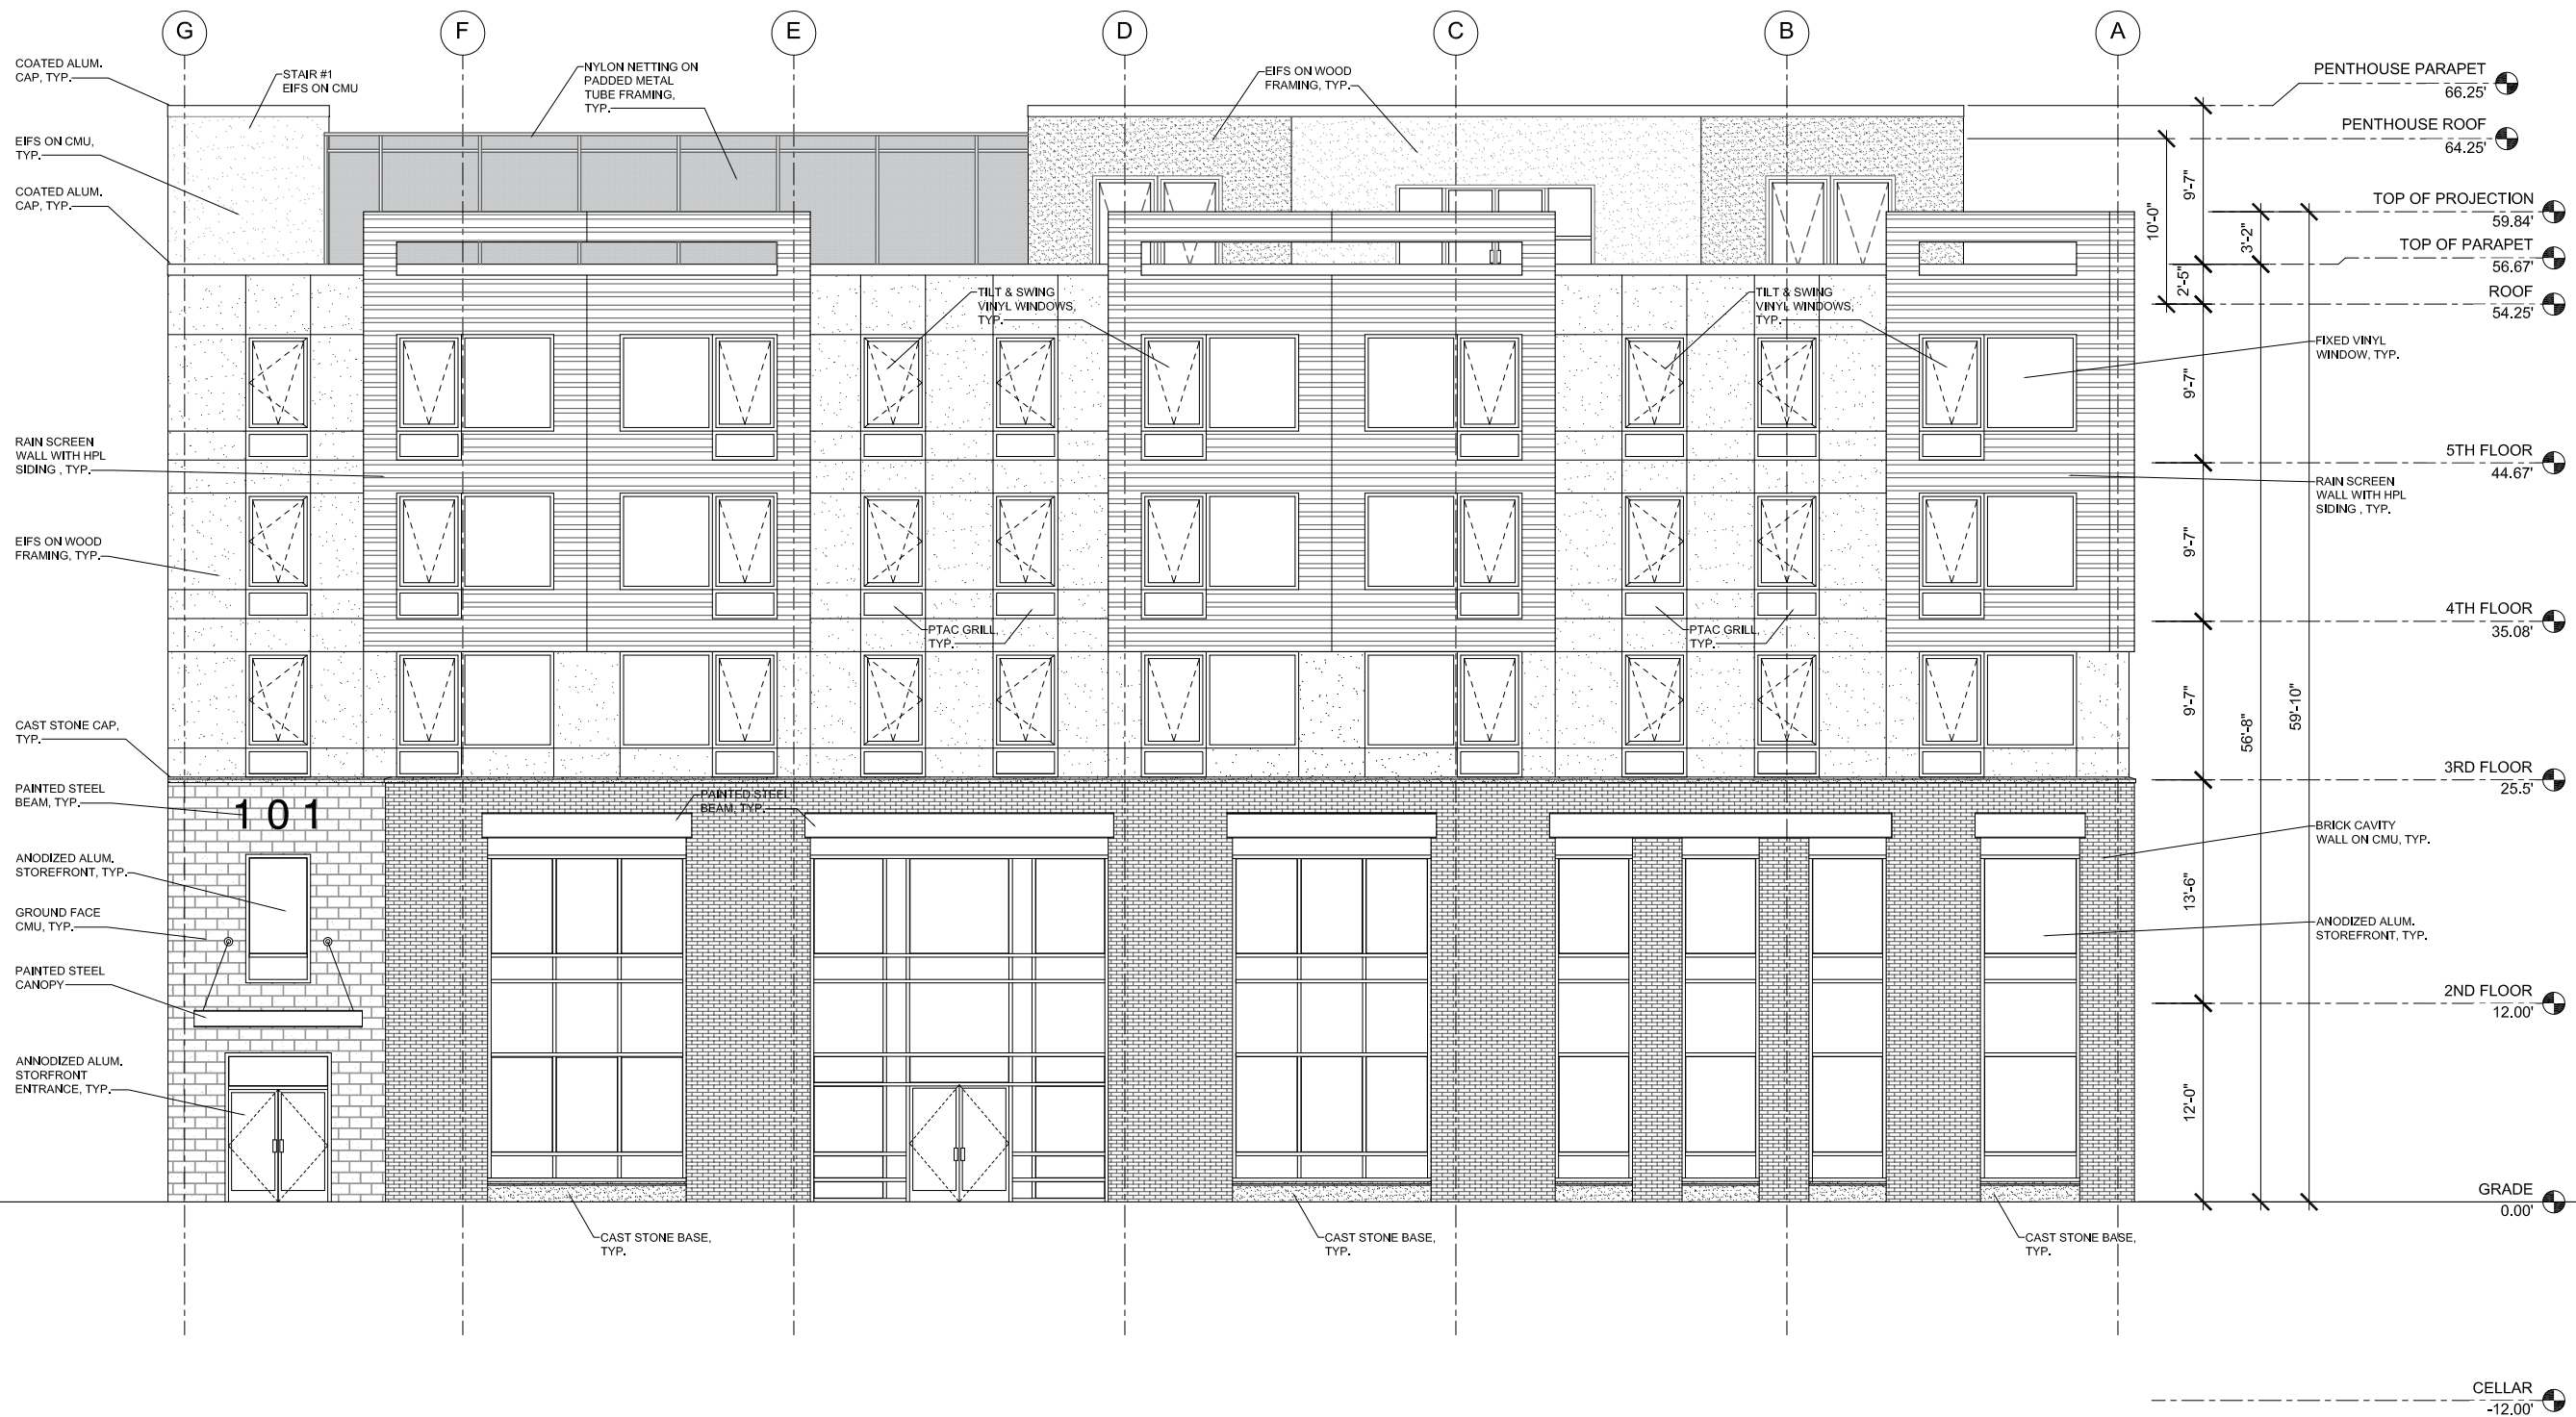 G
F
E
D
C
B
A
COATED ALUM.
CAP, TYP.
STAIR #1
EIFS ON CMU
NYLON NETTING ON
PADDED METAL
TUBE FRAMING,
TYP.
EIFS ON WOOD
FRAMING, TYP.
EIFS ON CMU,
TYP.
COATED ALUM.
CAP, TYP.
TILT & SWING
VINYL WINDOWS,
TYP.
TILT & SWING
VINYL WINDOWS,
TYP.
RAIN SCREEN
WALL WITH HPL
SIDING , TYP.
EIFS ON WOOD
FRAMING, TYP.
PTAC GRILL,
TYP.
PTAC GRILL,
TYP.
CAST STONE CAP,
TYP.
PAINTED STEEL
BEAM, TYP.
101
PAINTED STEEL
BEAM, TYP.
ANODIZED ALUM.
STOREFRONT, TYP.
GROUND FACE
CMU, TYP.
PAINTED STEEL
CANOPY
ANNODIZED ALUM.
STORFRONT
ENTRANCE, TYP.
CAST STONE BASE,
TYP.
CAST STONE BASE,
TYP.
CAST STONE BASE,
TYP.
FIXED VINYL
WINDOW, TYP.
RAIN SCREEN
WALL WITH HPL
SIDING , TYP.
BRICK CAVITY
WALL ON CMU, TYP.
ANODIZED ALUM.
STOREFRONT, TYP.
10'-0"
9'-7"
2'-5"
9'-7"
9'-7"
9'-7"
13'-6"
12'-0"
3'-2"
56'-8"
59'-10"
PENTHOUSE PARAPET
66.25'
PENTHOUSE ROOF
64.25'
TOP OF PROJECTION
59.84'
TOP OF PARAPET
56.67'
ROOF
54.25'
5TH FLOOR
44.67'
4TH FLOOR
35.08'
3RD FLOOR
25.5'
2ND FLOOR
12.00'
GRADE
0.00'
CELLAR
-12.00'